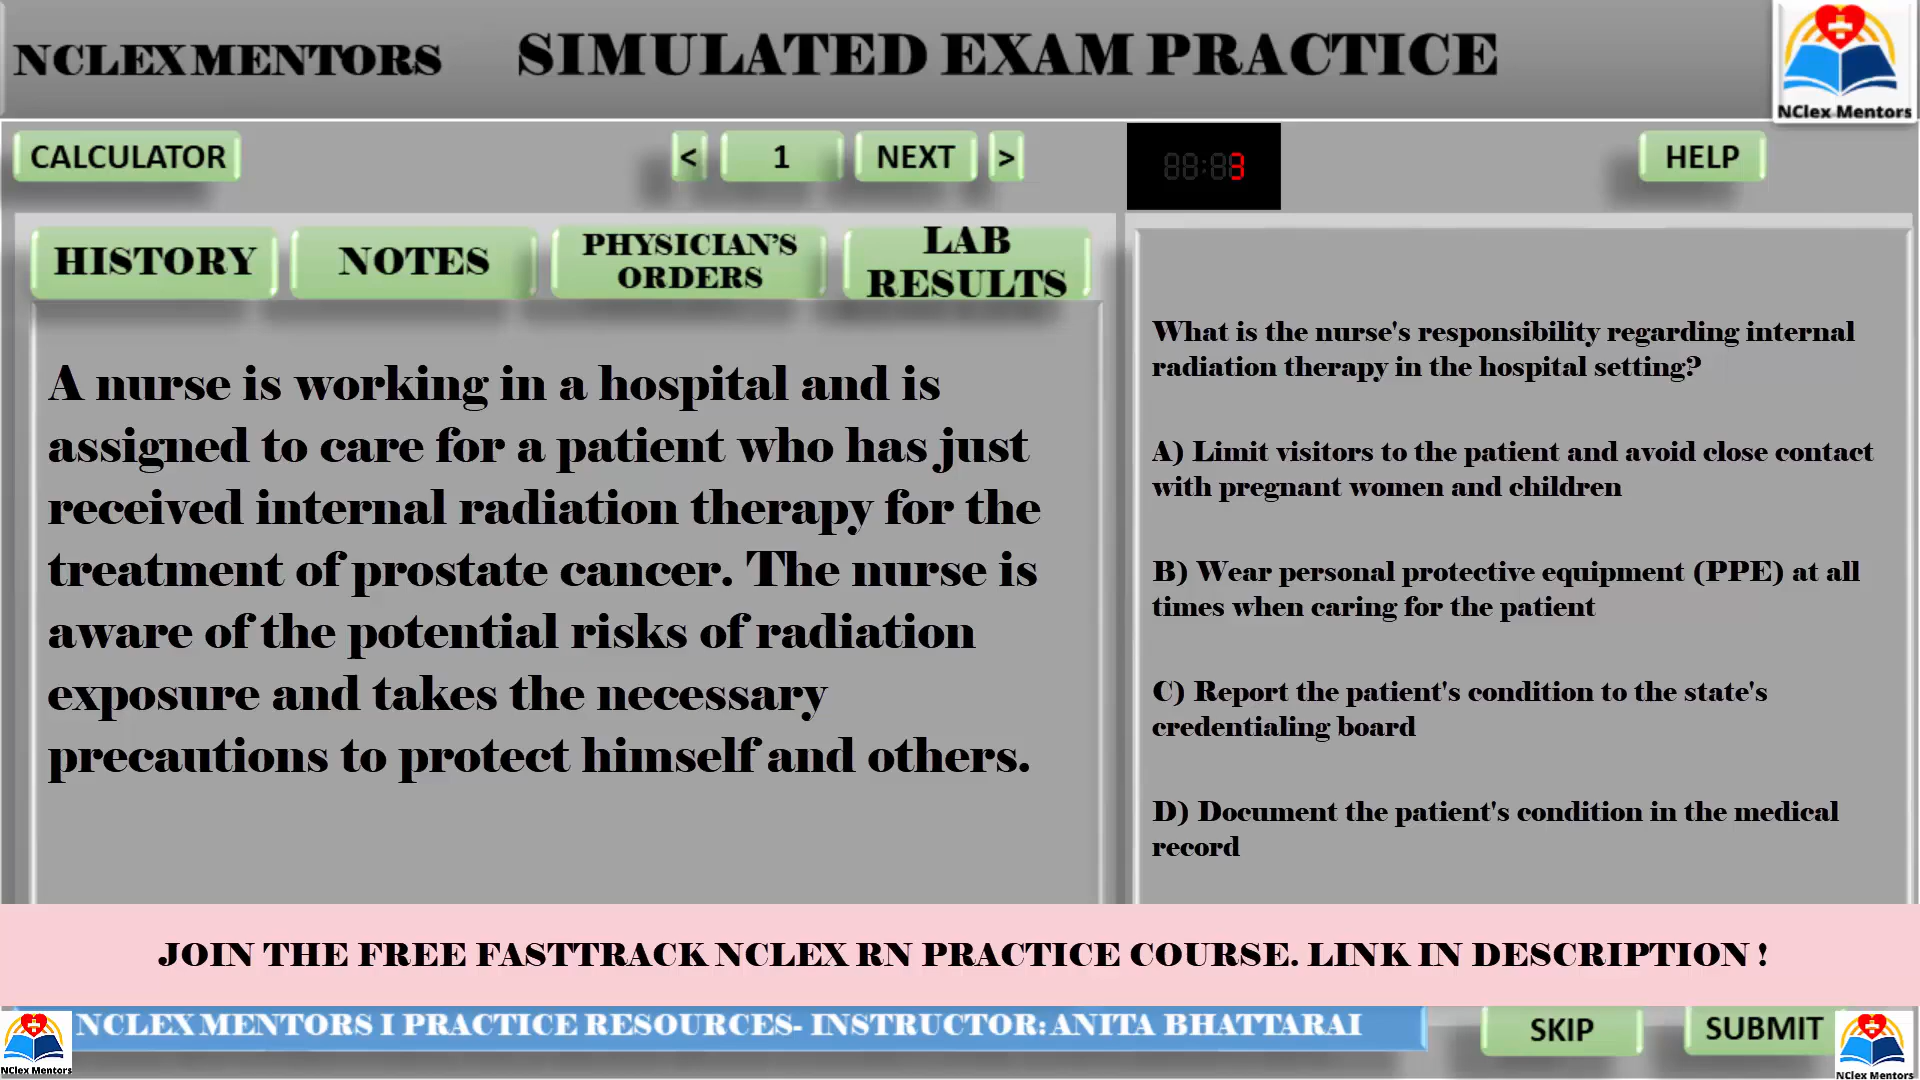 NCLEX MENTORS
SIMULATED EXAM PRACTICE
NClex Mentors
CALCULATOR
<
1
NEXT
>
3
HELP
HISTORY
NOTES
PHYSICIAN'S
ORDERS
LAB
RESULTS
A nurse is working in a hospital and is
assigned to care for a patient who has just
received internal radiation therapy for the
treatment of prostate cancer. The nurse is
aware of the potential risks of radiation
exposure and takes the necessary
precautions to protect himself and others.
What is the nurse's responsibility regarding internal
radiation therapy in the hospital setting?
A) Limit visitors to the patient and avoid close contact
with pregnant women and children
B) Wear personal protective equipment (PPE) at all
times when caring for the patient
C) Report the patient's condition to the state's
credentialing board
D) Document the patient's condition in the medical
record
JOIN THE FREE FASTTRACK NCLEX RN PRACTICE COURSE. LINK IN DESCRIPTION !
NClex Mentors
NCLEX MENTORS I PRACTICE RESOURCES- INSTRUCTOR: ANITA BHATTARAI
SKIP
SUBMIT
NClex Mentors